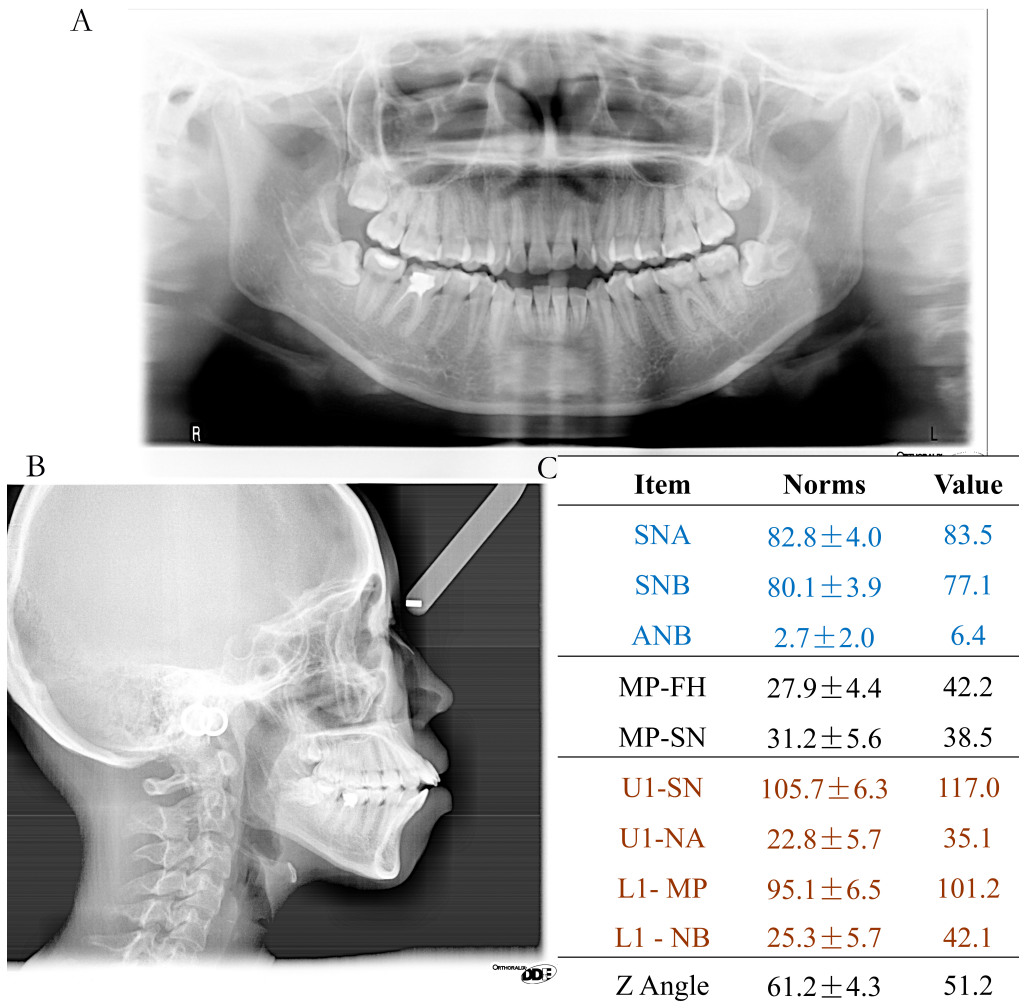 A
R
L
B
C
ORTHORALIX
DDE
Item Norms Value
SNA 82.8±4.0 83.5
SNB 80.1±3.9 77.1
ANB 2.7±2.0 6.4
MP-FH 27.9±4.4 42.2
MP-SN 31.2±5.6 38.5
U1-SN 105.7±6.3 117.0
U1-NA 22.8±5.7 35.1
L1- MP 95.1±6.5 101.2
L1 - NB 25.3±5.7 42.1
Z Angle 61.2±4.3 51.2